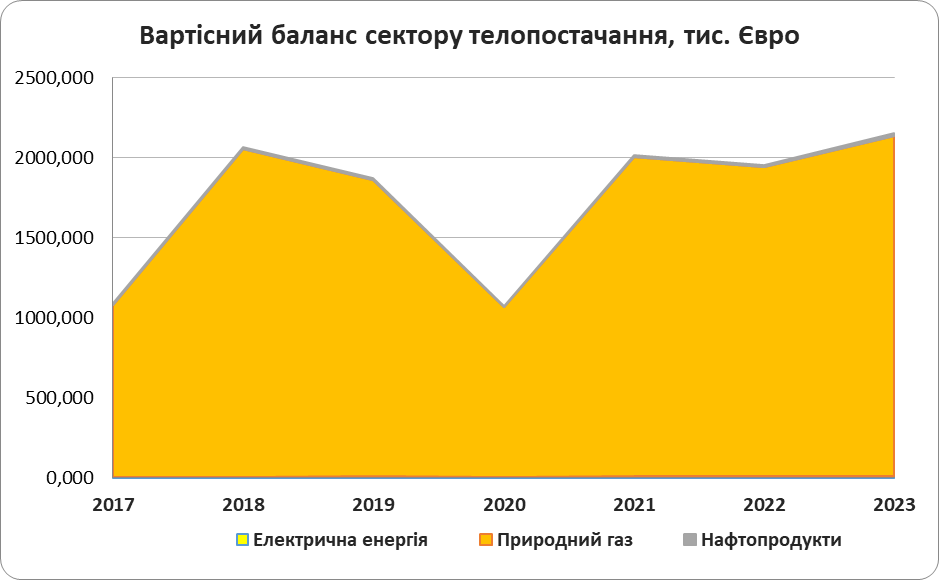 Вартісний баланс сектору телопостачання, тис. Євро
2500,000
2000,000
1500,000
1000,000
500,000
0,000
2017 2018 2019 2020 2021 2022 2023
Електрична енергія Природний газ Нафтопродукти